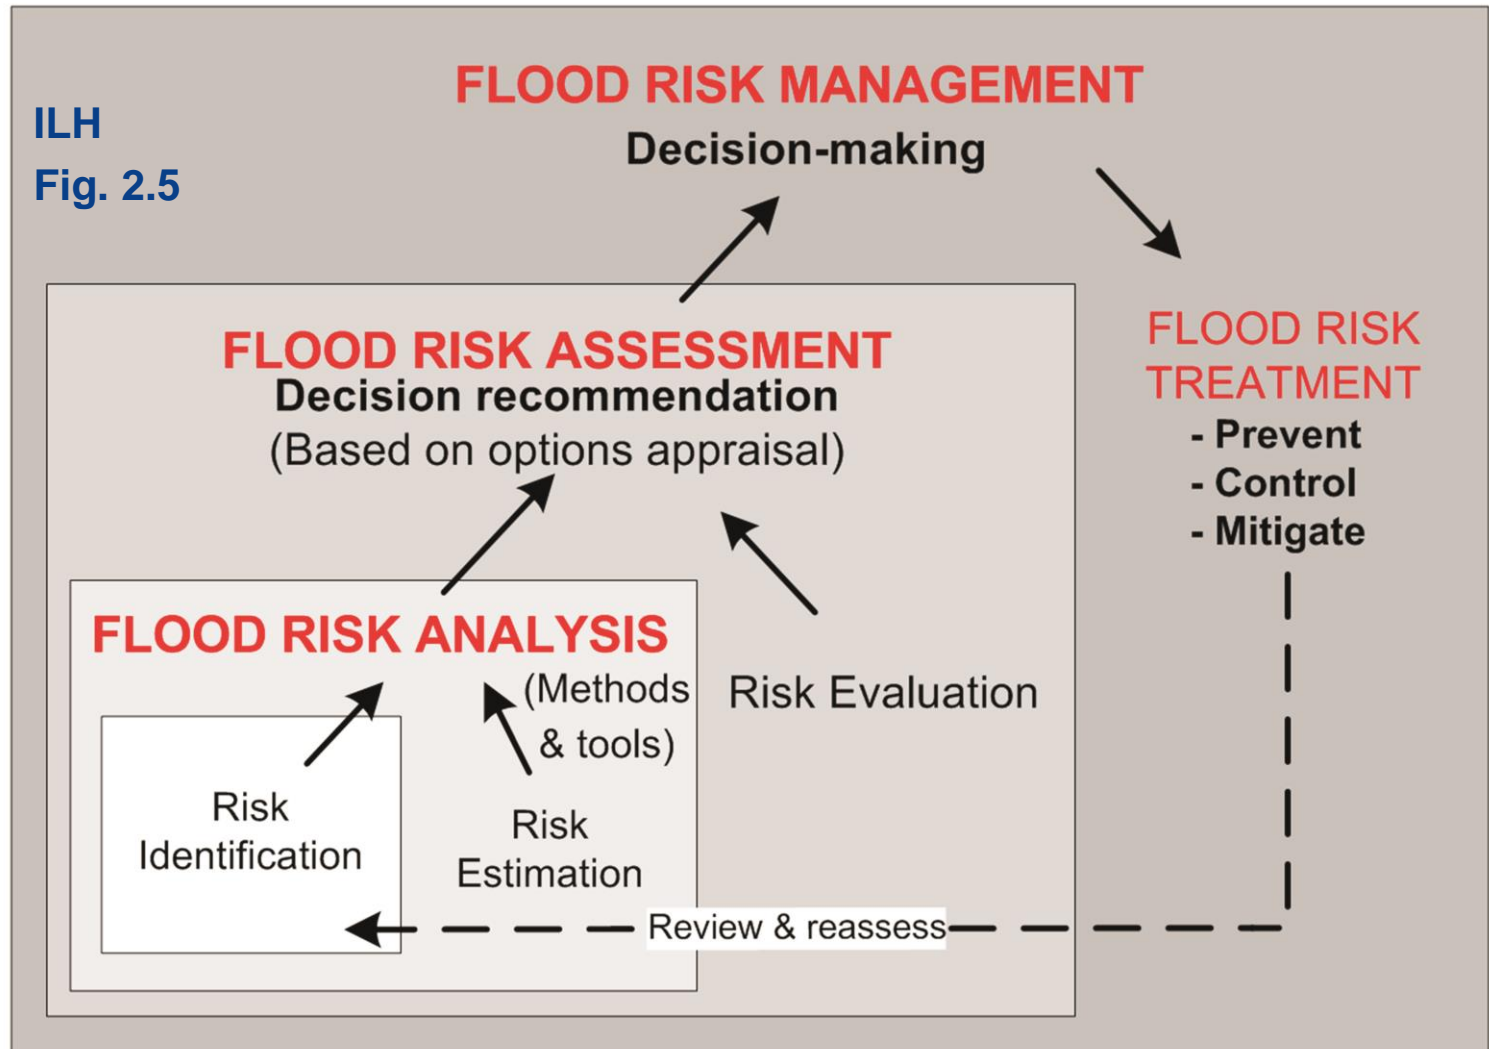 FLOOD RISK MANAGEMENT
Decision-making
ILH
Fig. 2.5
FLOOD RISK ASSESSMENT
Decision recommendation
(Based on options appraisal)
FLOOD RISK
TREATMENT
- Prevent
- Control
- Mitigate
FLOOD RISK ANALYSIS
(Methods
& tools)
Risk Evaluation
Risk
Identification
Risk
Estimation
Review & reassess